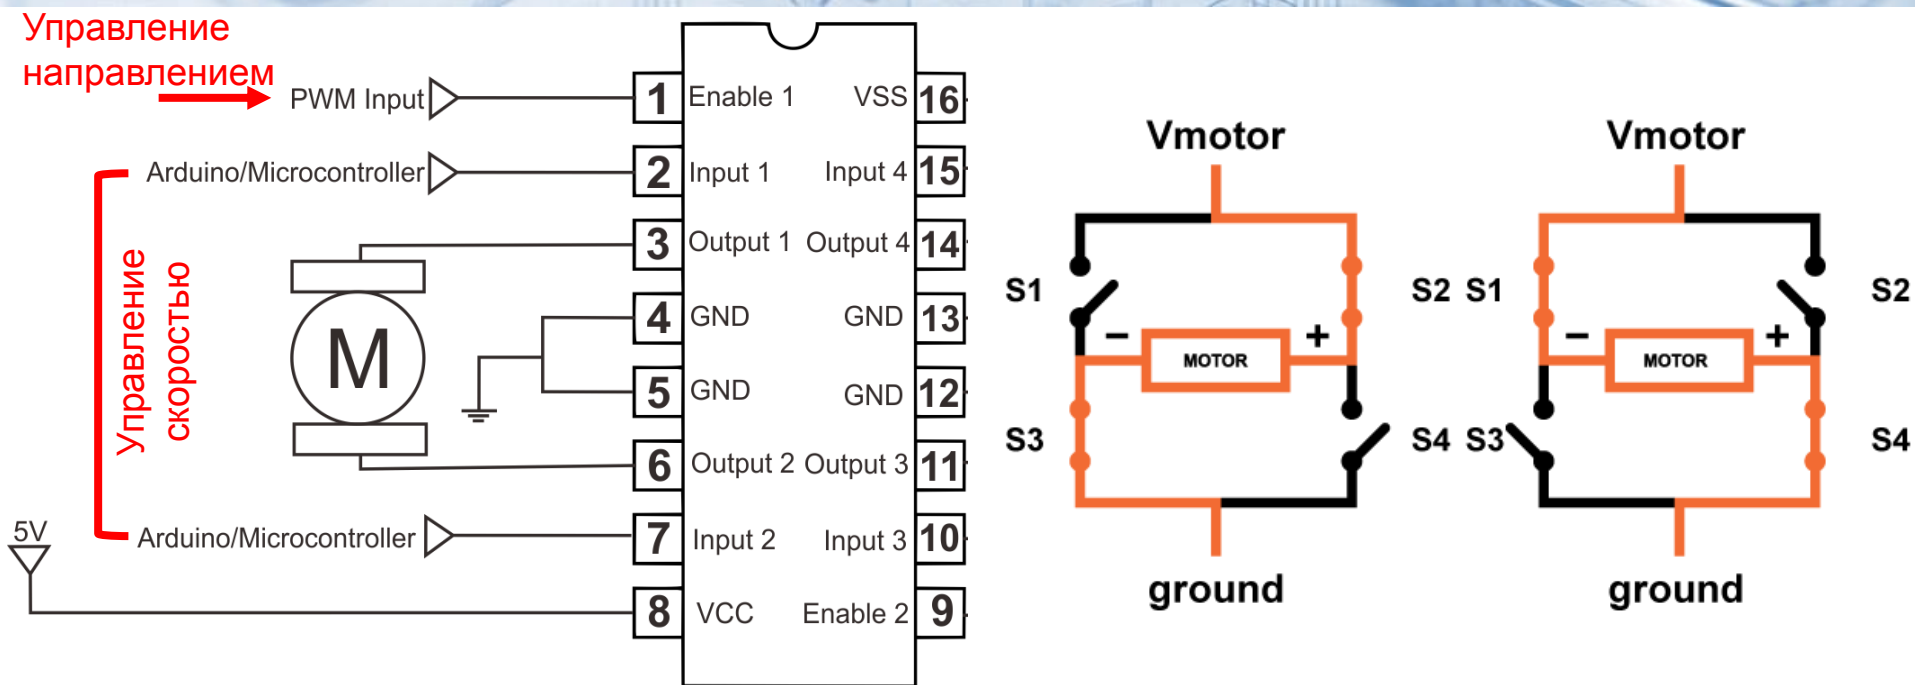 Управление
направлением
PWM Input
Arduino/Microcontroller
Управление
скоростью
M
Arduino/Microcontroller
5V
1 Enable 1 VSS 16
2 Input 1 Input 4 15
3 Output 1 Output 4 14
4 GND GND 13
5 GND GND 12
6 Output 2 Output 3 11
7 Input 2 Input 3 10
8 VCC Enable 2 9
Vmotor
S1 S2
− +
MOTOR
S3 S4
ground
Vmotor
S1 S2
− +
MOTOR
S3 S4
ground